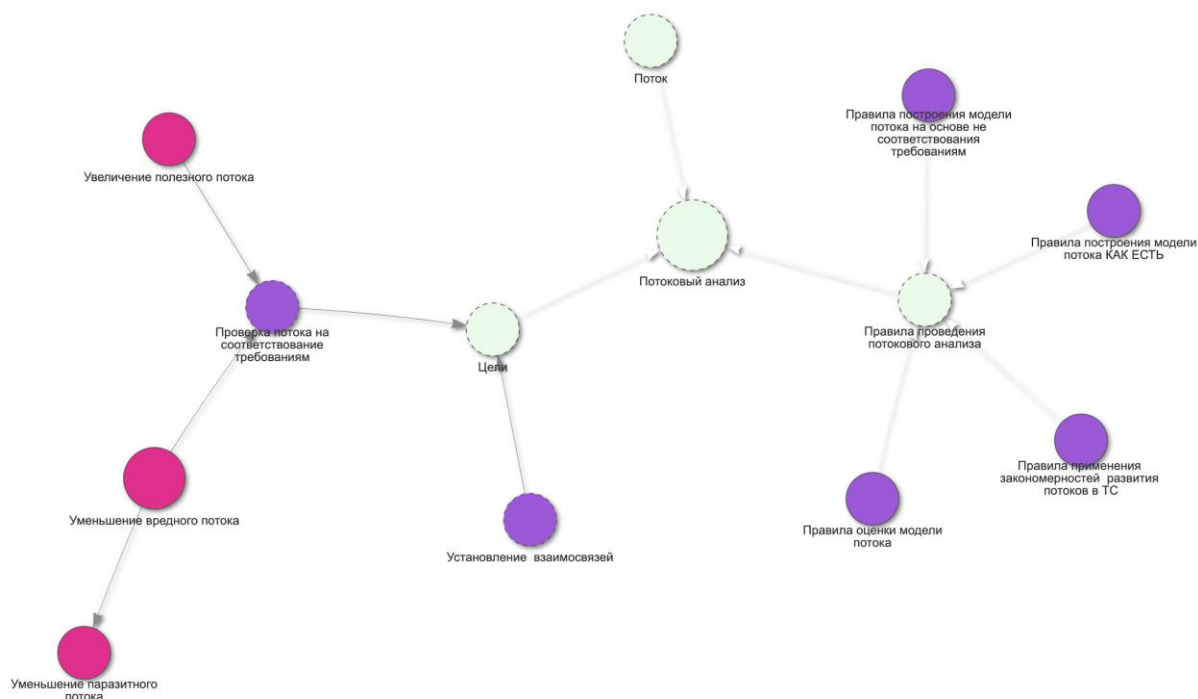 Поток
Правила построения модели
потока на основе не
соответствования
требованиям
Увеличение полезного потока
Правила построения модели
потока КАК ЕСТЬ
Потоковый анализ
Проверка потока на
соответствование
требованиям
Цели
Правила проведения
потокового анализа
Правила применения
закономерностей развития
потоков в ТС
Уменьшение вредного потока
Правила оценки модели
потока
Установление взаимосвязей
Уменьшение паразитного
потока